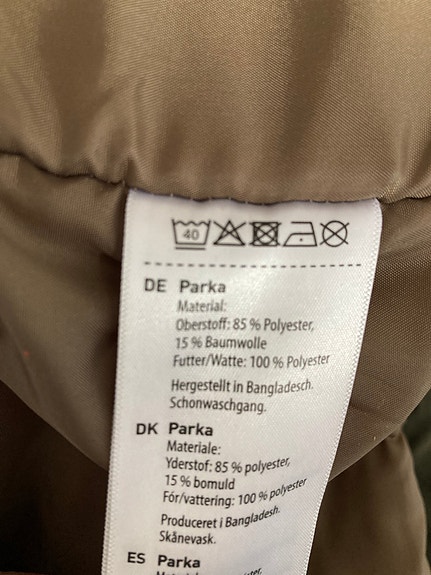 40
DE Parka
Material:
Oberstoff: 85 % Polyester,
15 % Baumwolle
Futter/Watte: 100 % Polyester
Hergestellt in Bangladesch.
Schonwaschgang.
DK Parka
Materiale:
Yderstof: 85 % polyester,
15 % bomuld
Fór/vattering: 100 % polyester
Produceret i Bangladesh.
Skånevask.
ES Parka